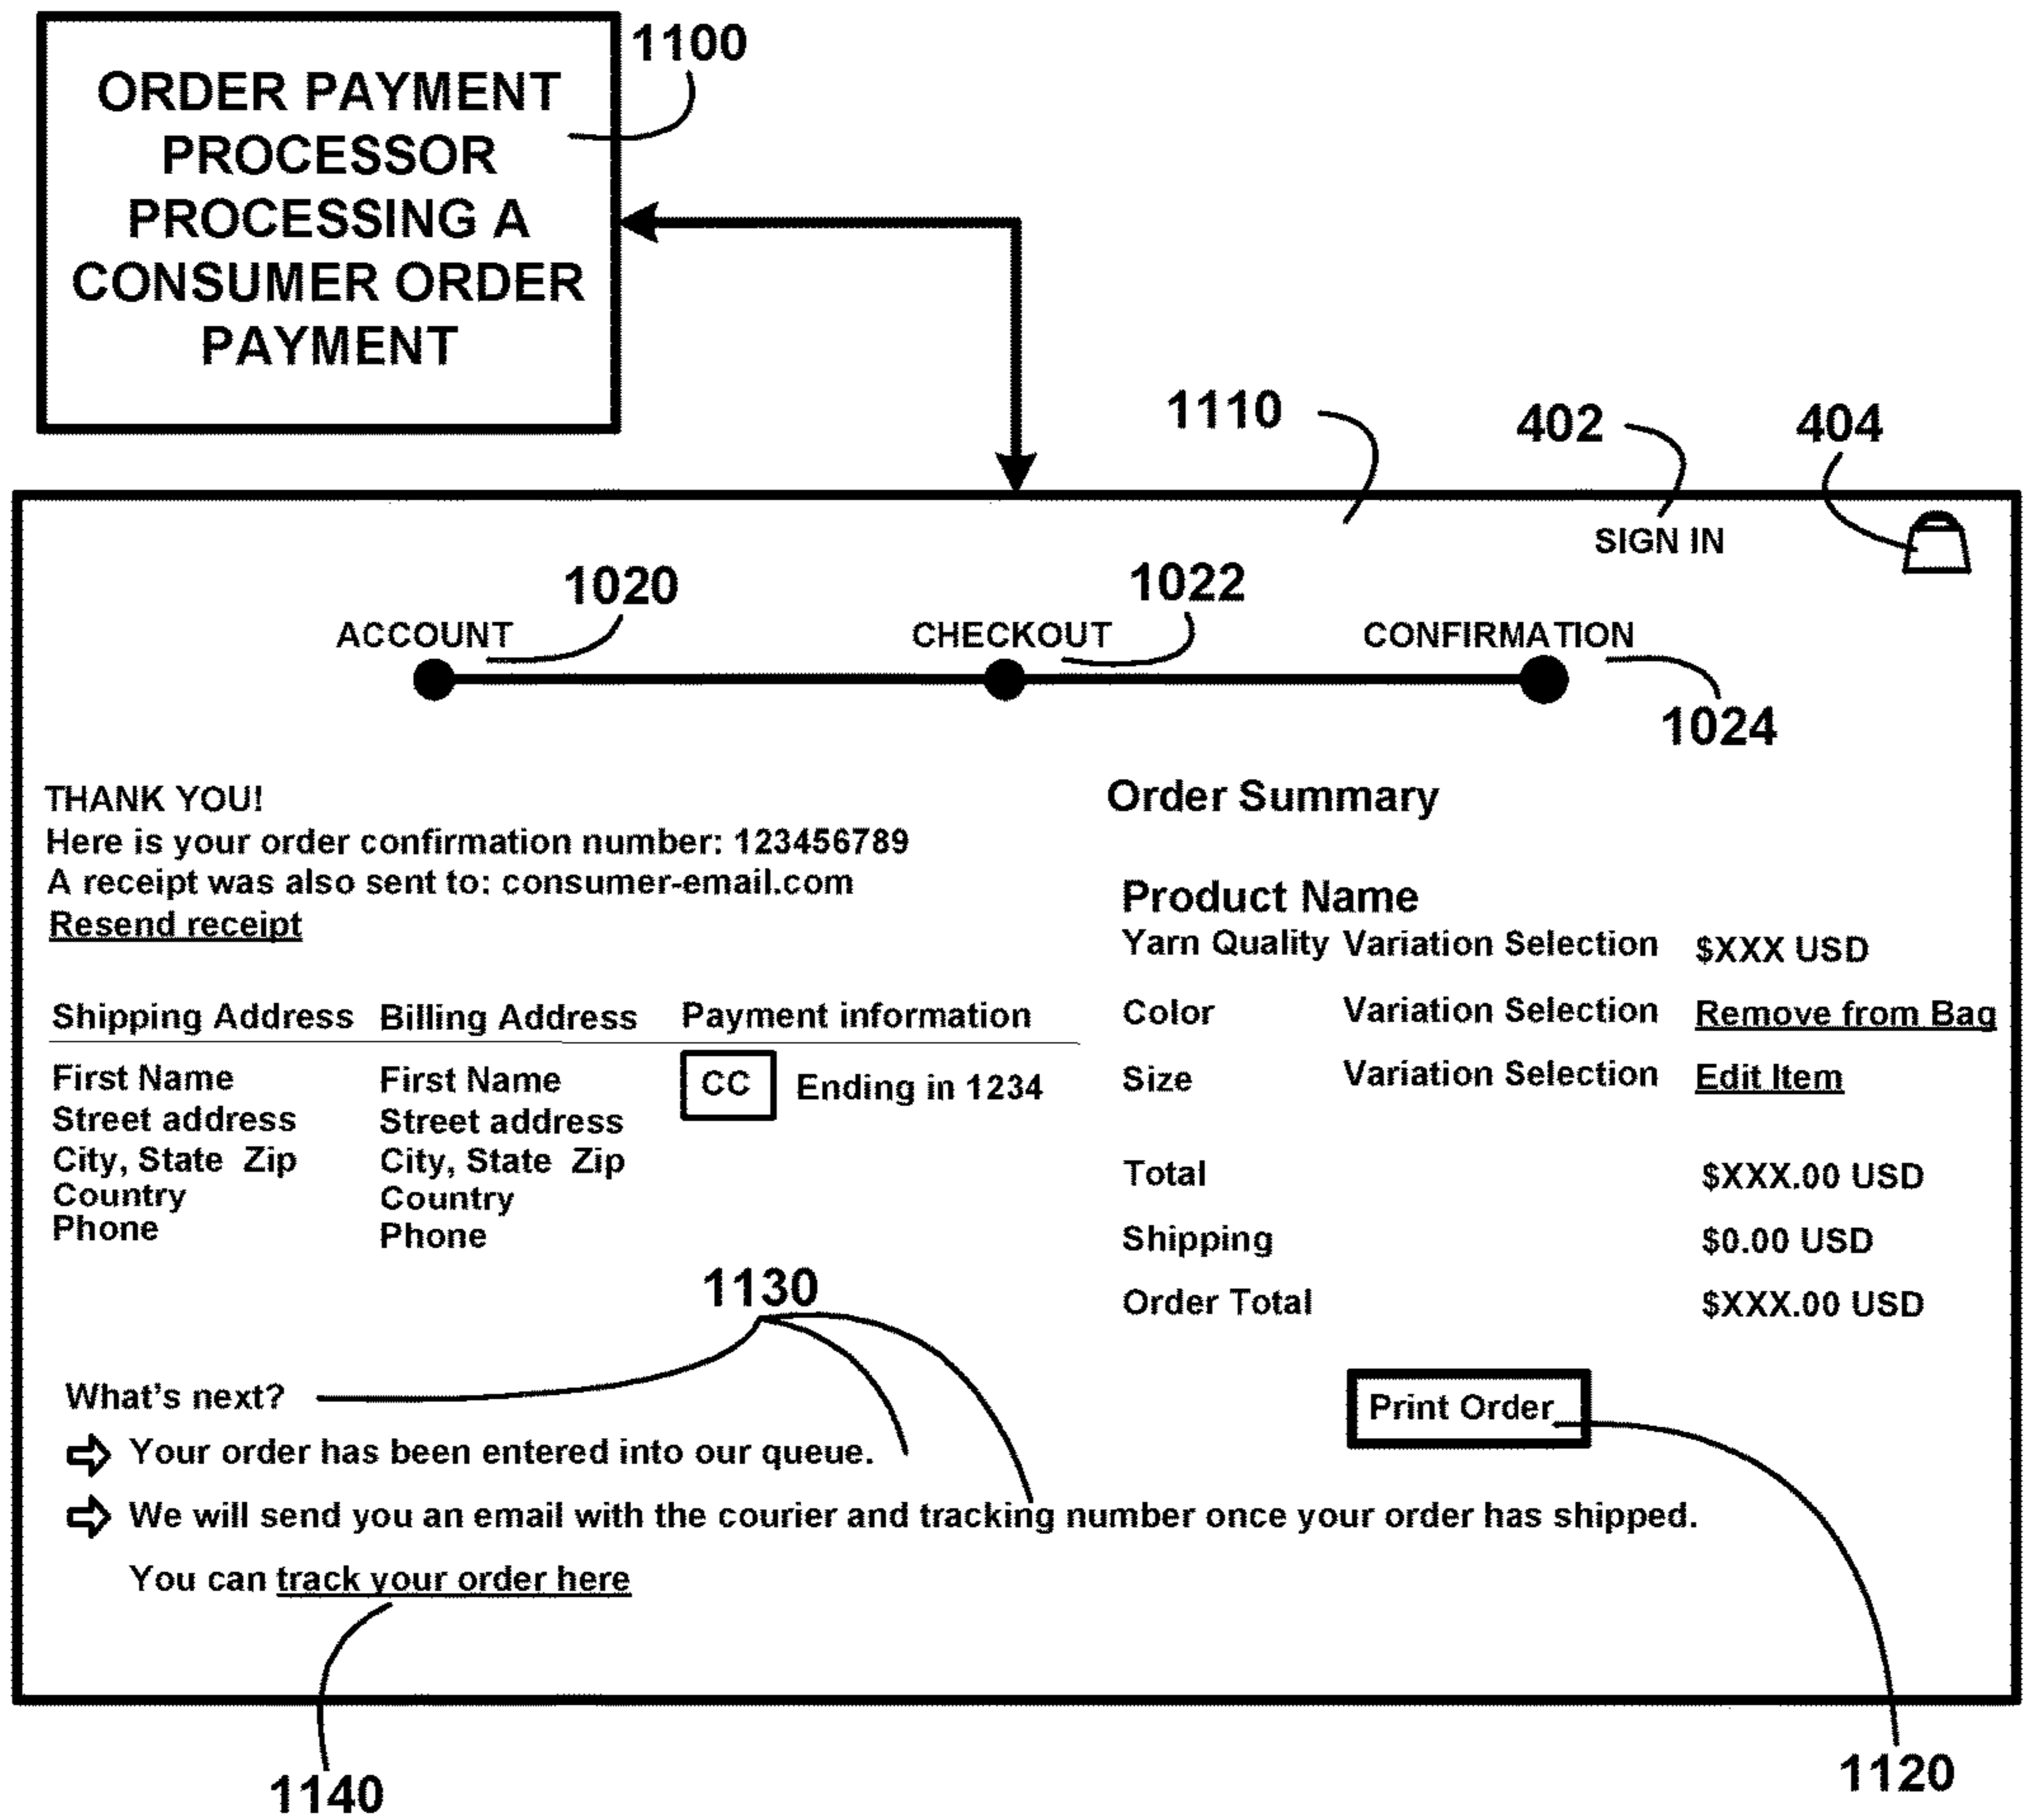 1100
ORDER PAYMENT
PROCESSOR
PROCESSING A
CONSUMER ORDER
PAYMENT
1110
402
404
SIGN IN
1020
1022
ACCOUNT
CHECKOUT
CONFIRMATION
1024
THANK YOU!
Here is your order confirmation number: 123456789
A receipt was also sent to: consumer-email.com
Resend receipt
Shipping Address Billing Address Payment information
First Name First Name CC Ending in 1234
Street address Street address
City, State Zip City, State Zip
Country Country
Phone Phone
Order Summary
Product Name
Yarn Quality Variation Selection $XXX USD
Color Variation Selection Remove from Bag
Size Variation Selection Edit Item
Total $XXX.00 USD
Shipping $0.00 USD
Order Total $XXX.00 USD
1130
What's next?
Print Order
Your order has been entered into our queue.
We will send you an email with the courier and tracking number once your order has shipped.
You can track your order here
1140
1120